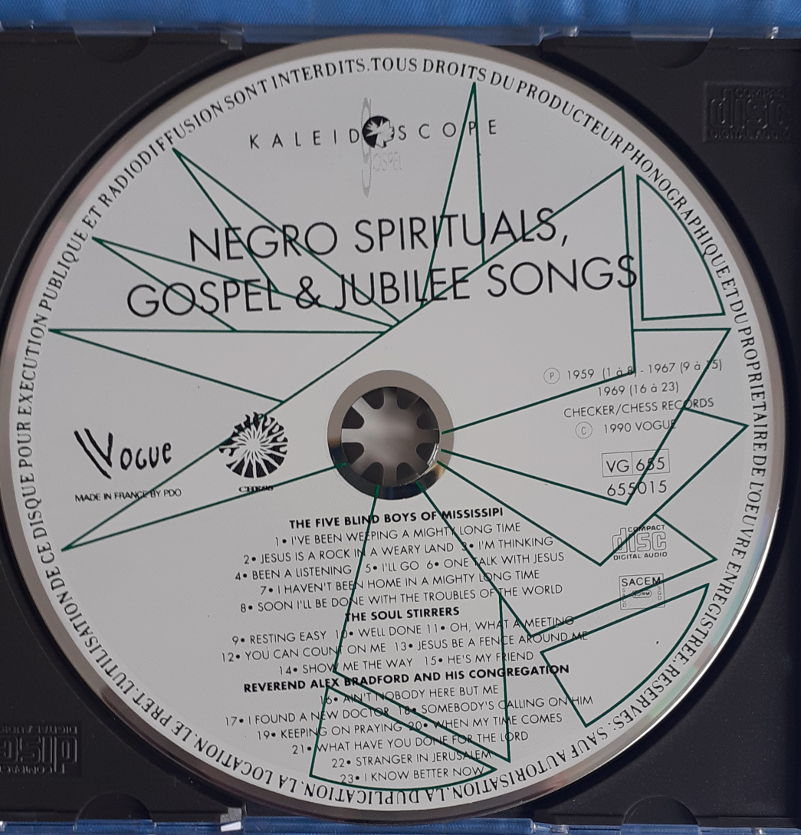 TOUS DROITS DU PRODUCTEUR PHONOGRAPHIQUE ET DU PROPRIETAIRE DE L'OEUVRE ENREGISTREE RESERVES. SAUF AUTORISATION. LA DUPLICATION. LA LOCATION. LE PRET. L'UTILISATION DE CE DISQUE POUR EXECUTION PUBLIQUE ET RADIODIFFUSION SONT INTERDITS.
KALEIDOSCOPE
GOSPEL
NEGRO SPIRITUALS,
GOSPEL & JUBILEE SONGS
Ⓟ 1959 (1 à 8) - 1967 (9 à 15)
1969 (16 à 23)
CHECKER/CHESS RECORDS
© 1990 VOGUE
VOGUE
MADE IN FRANCE BY PDO
CHESS
VG 655
655015
COMPACT
disc
DIGITAL AUDIO
SACEM
THE FIVE BLIND BOYS OF MISSISSIPI
1• I'VE BEEN WEEPING A MIGHTY LONG TIME
2• JESUS IS A ROCK IN A WEARY LAND 3• I'M THINKING
4• BEEN A LISTENING 5• I'LL GO 6• ONE TALK WITH JESUS
7• I HAVEN'T BEEN HOME IN A MIGHTY LONG TIME
8• SOON I'LL BE DONE WITH THE TROUBLES OF THE WORLD
THE SOUL STIRRERS
9• RESTING EASY 10• WELL DONE 11• OH, WHAT A MEETING
12• YOU CAN COUNT ON ME 13• JESUS BE A FENCE AROUND ME
14• SHOW ME THE WAY 15• HE'S MY FRIEND
REVEREND ALEX BRADFORD AND HIS CONGREGATION
16• AIN'T NOBODY HERE BUT ME
17• I FOUND A NEW DOCTOR 18• SOMEBODY'S CALLING ON HIM
19• KEEPING ON PRAYING 20• WHEN MY TIME COMES
21• WHAT HAVE YOU DONE FOR THE LORD
22• STRANGER IN JERUSALEM
23• I KNOW BETTER NOW
COMPACT
disc
DIGITAL AUDIO
COMPACT
disc
DIGITAL AUDIO